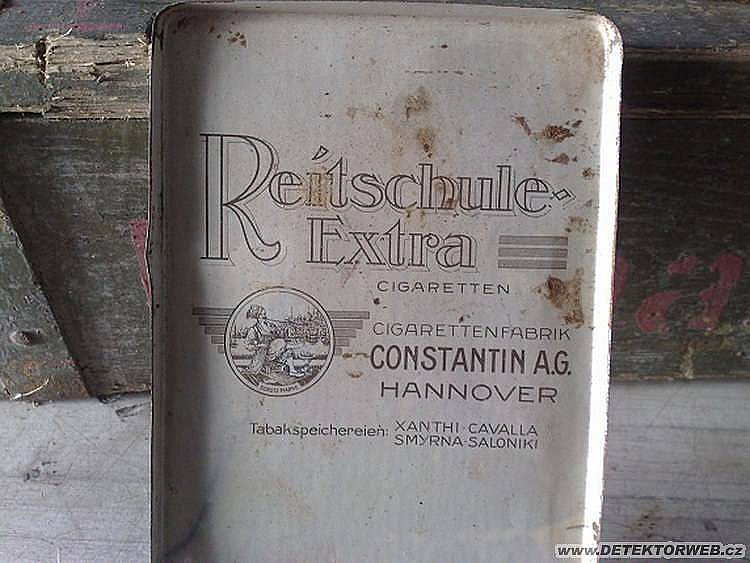 Reitschule-
Extra
CIGARETTEN
CIGARETTENFABRIK
CONSTANTIN A.G.
HANNOVER
Tabakspeichereien: XANTHI·CAVALLA
SMYRNA·SALONIKI
www.DETEKTORWEB.cz